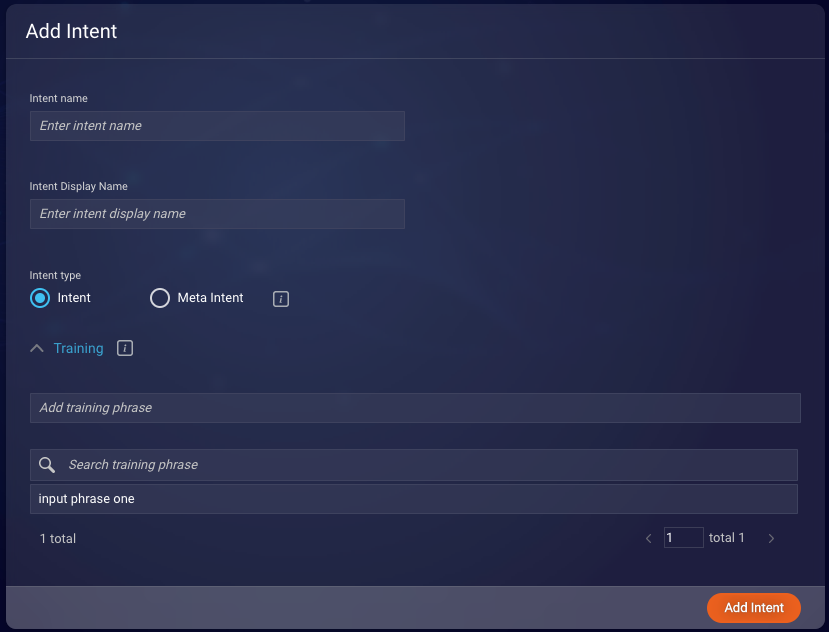 Add Intent
Intent name
Enter intent name
Intent Display Name
Enter intent display name
Intent type
Intent Meta Intent i
Training i
Add training phrase
Search training phrase
input phrase one
1 total 1 total 1
Add Intent